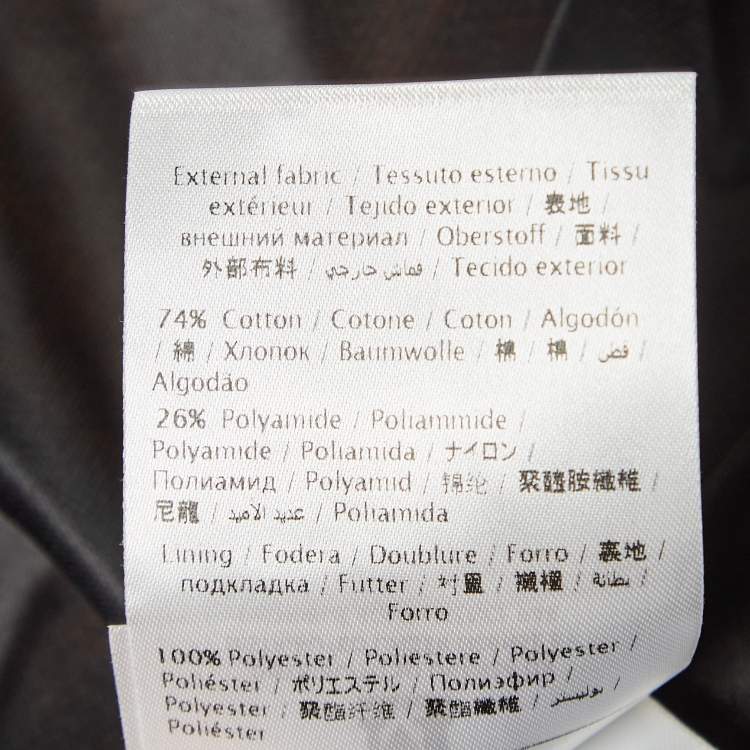 External fabric / Tessuto esterno / Tissu
extérieur / Tejido exterior / 表地 /
внешний материал / Oberstoff / 面料 /
外部布料 / قماش خارجي / Tecido exterior
74% Cotton / Cotone / Coton / Algodón
/ 綿 / Хлопок / Baumwolle / 棉 / 棉 / قطن /
Algodão
26% Polyamide / Poliammide /
Polyamide / Poliamida / ナイロン /
Полиамид / Polyamid / 锦纶 / 聚醯胺纖維 /
尼龍 / عديد الاميد / Poliamida
Lining / Fodera / Doublure / Forro / 裏地 /
подкладка / Futter / 衬里 / 襯裡 / بطانة /
Forro
100% Polyester / Poliestere / Polyester /
Poliéster / ポリエステル / Полиэфир /
Polyester / 聚酯纤维 / 聚酯纖維 / بوليستر /
Poliéster